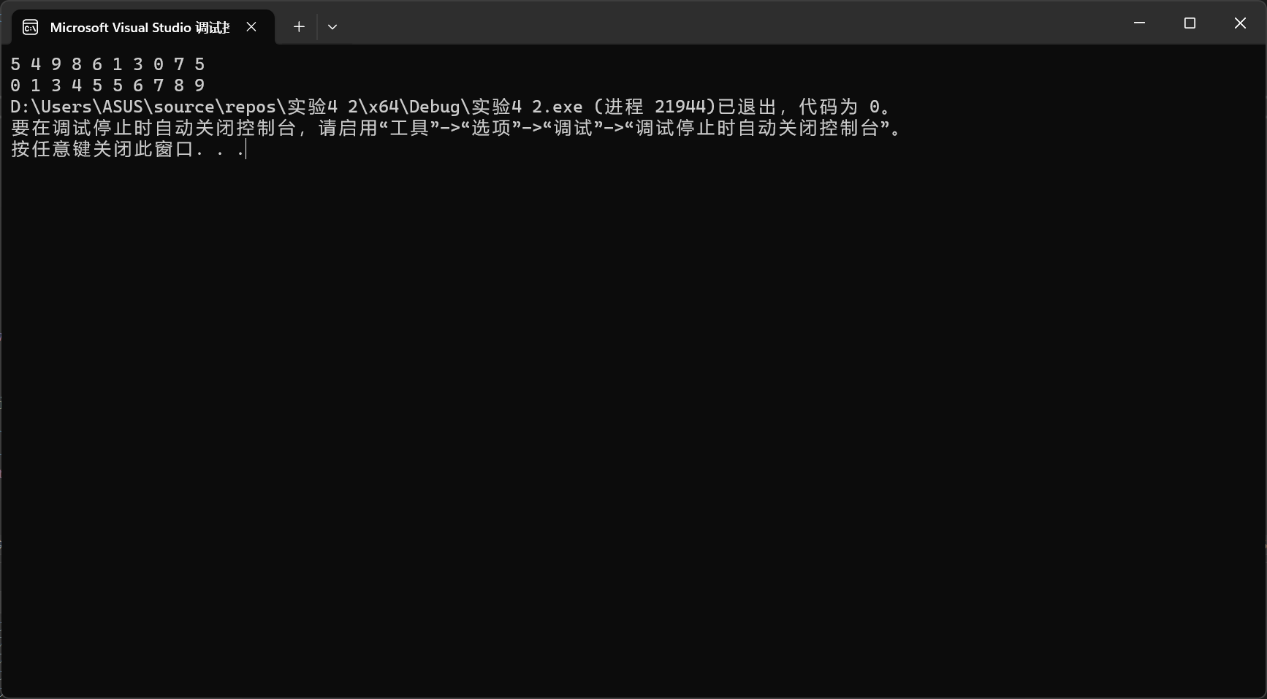 Microsoft Visual Studio 调试
5 4 9 8 6 1 3 0 7 5
0 1 3 4 5 5 6 7 8 9
D:\Users\ASUS\source\repos\实验4 2\x64\Debug\实验4 2.exe (进程 21944)已退出，代码为 0。
要在调试停止时自动关闭控制台，请启用“工具”->“选项”->“调试”->“调试停止时自动关闭控制台”。
按任意键关闭此窗口. . .